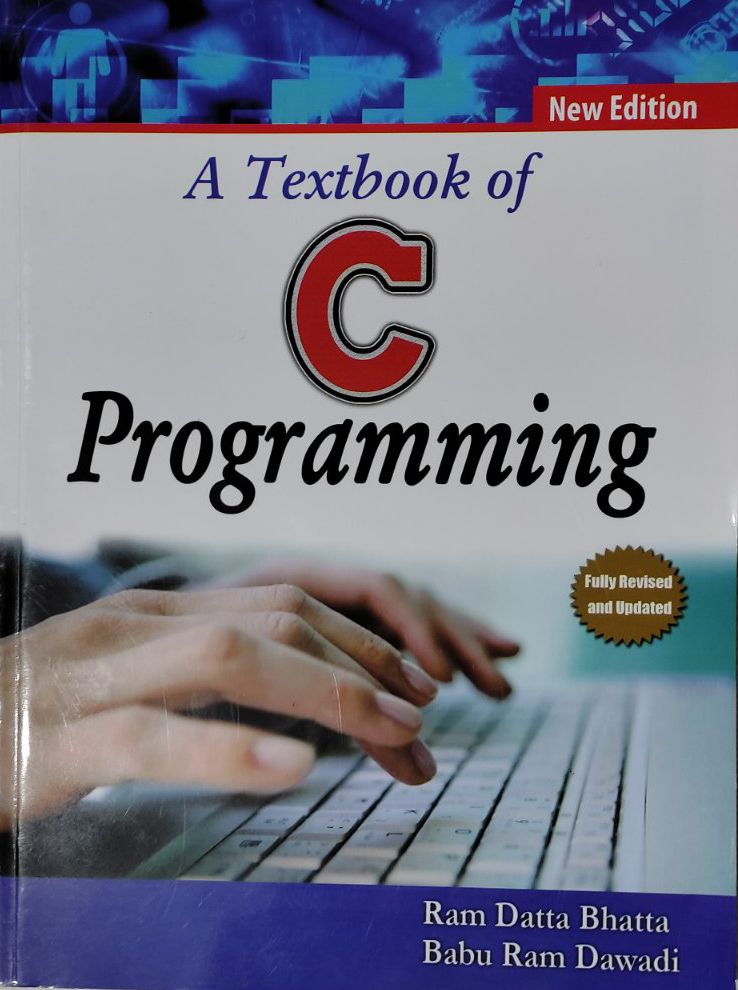 New Edition
A Textbook of
C
Programming
Fully Revised
and Updated
Ram Datta Bhatta
Babu Ram Dawadi